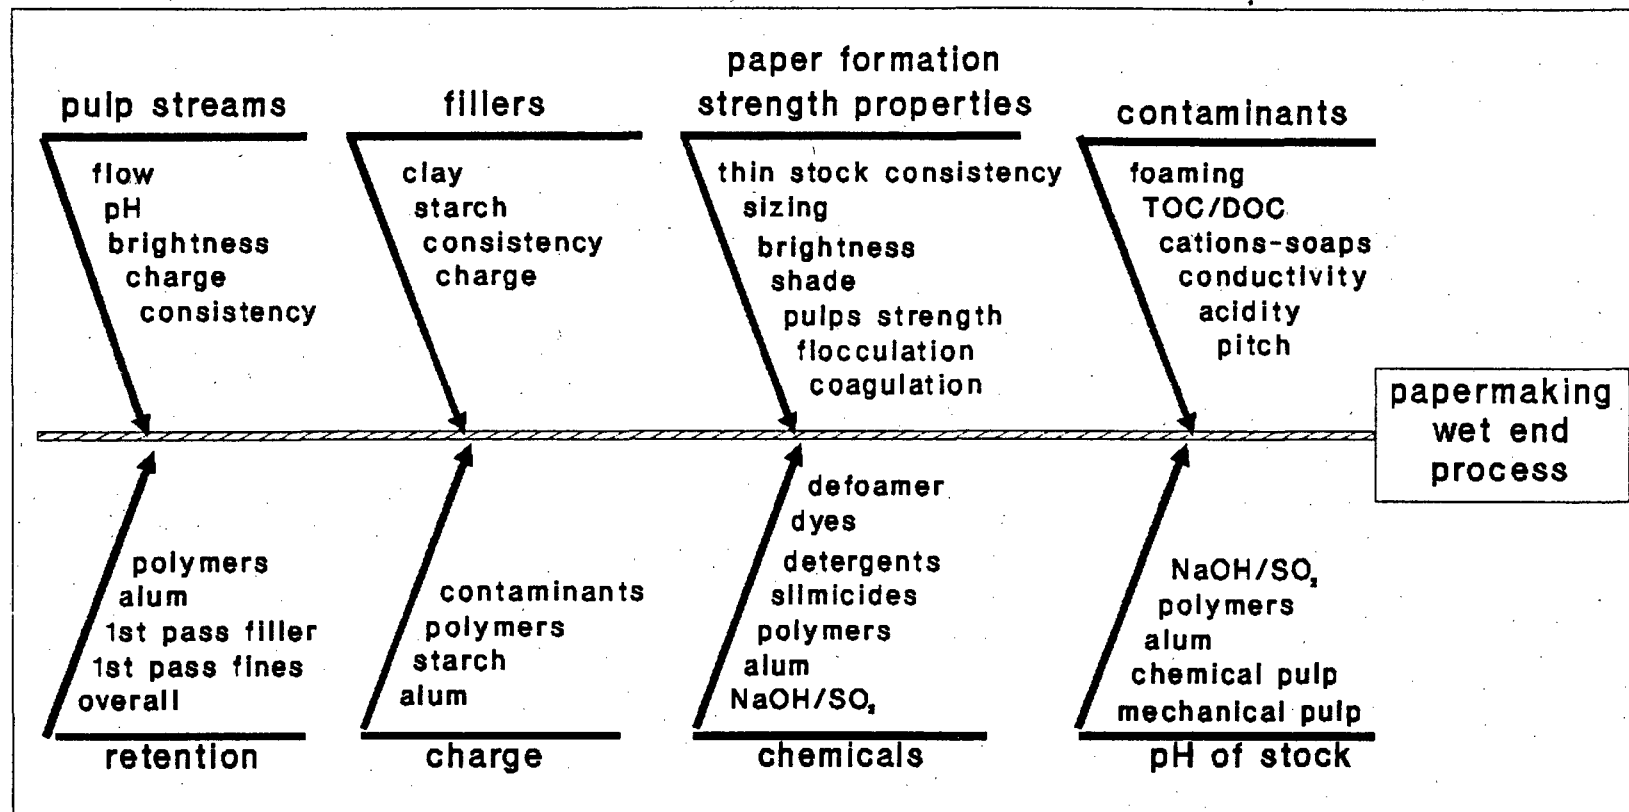 pulp streams
flow
pH
brightness
charge
consistency
fillers
clay
starch
consistency
charge
paper formation
strength properties
thin stock consistency
sizing
brightness
shade
pulps strength
flocculation
coagulation
contaminants
foaming
TOC/DOC
cations-soaps
conductivity
acidity
pitch
papermaking
wet end
process
polymers
alum
1st pass filler
1st pass fines
overall
retention
contaminants
polymers
starch
alum
charge
defoamer
dyes
detergents
slimicides
polymers
alum
NaOH/SO₂
chemicals
NaOH/SO₂
polymers
alum
chemical pulp
mechanical pulp
pH of stock